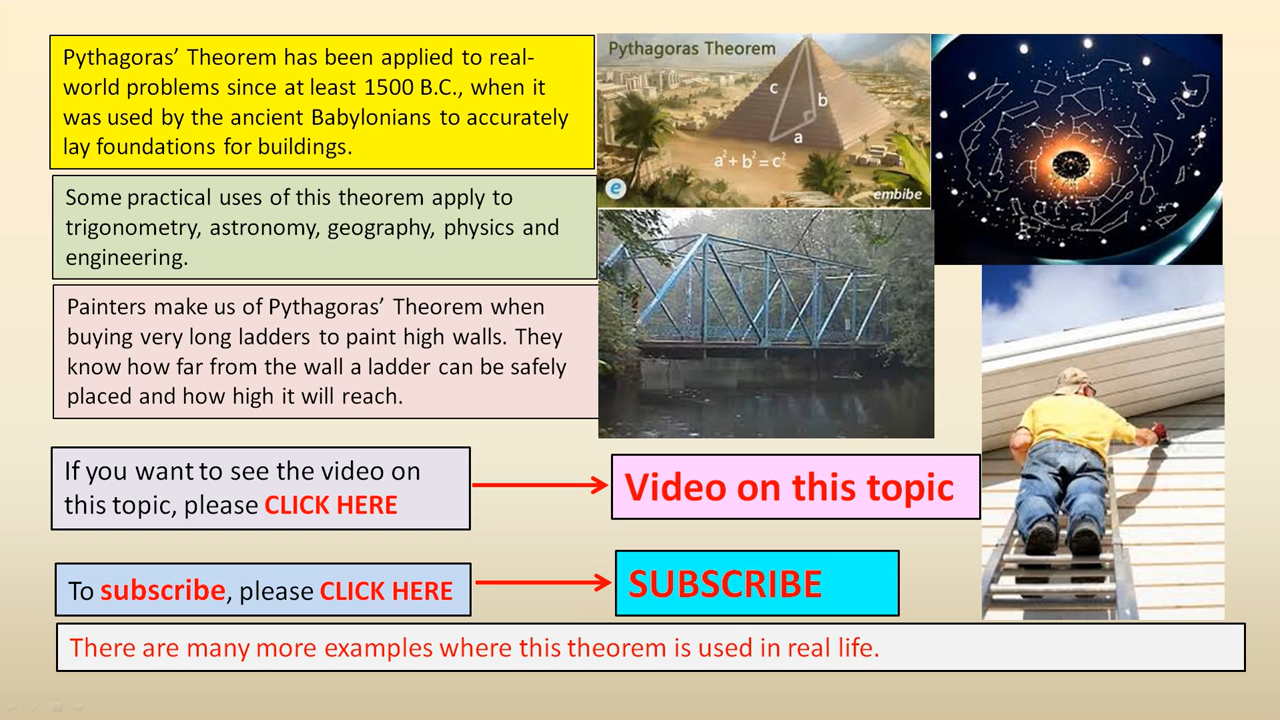 Pythagoras’ Theorem has been applied to real-
world problems since at least 1500 B.C., when it
was used by the ancient Babylonians to accurately
lay foundations for buildings.
Some practical uses of this theorem apply to
trigonometry, astronomy, geography, physics and
engineering.
Painters make us of Pythagoras’ Theorem when
buying very long ladders to paint high walls. They
know how far from the wall a ladder can be safely
placed and how high it will reach.
Pythagoras Theorem
c
b
a
a² + b² = c²
e
embibe
If you want to see the video on
this topic, please CLICK HERE
Video on this topic
To subscribe, please CLICK HERE
SUBSCRIBE
There are many more examples where this theorem is used in real life.